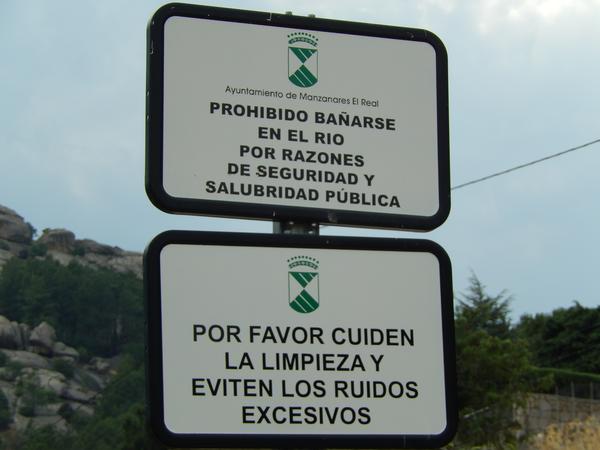 Ayuntamiento de Manzanares El Real
PROHIBIDO BAÑARSE
EN EL RIO
POR RAZONES
DE SEGURIDAD Y
SALUBRIDAD PÚBLICA
POR FAVOR CUIDEN
LA LIMPIEZA Y
EVITEN LOS RUIDOS
EXCESIVOS